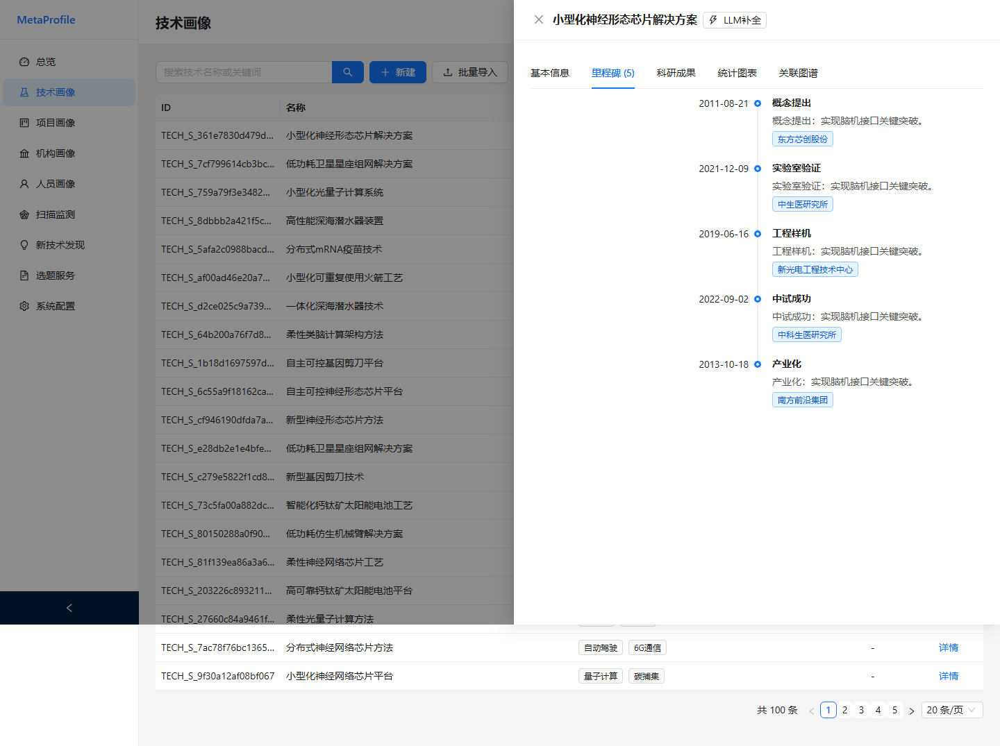 MetaProfile
总览
技术画像
项目画像
机构画像
人员画像
扫描监测
新技术发现
选题服务
系统配置
技术画像
搜索技术名称或关键词
新建
批量导入
ID 名称
TECH_S_361e7830d479d... 小型化神经形态芯片解决方案
TECH_S_7cf799614cb3bc... 低功耗卫星星座组网解决方案
TECH_S_759a79f3e3482... 小型化光量子计算系统
TECH_S_8dbbb2a421f5c... 高性能深海潜水器装置
TECH_S_5afa2c0988bacd... 分布式mRNA疫苗技术
TECH_S_af00ad46e20a7... 小型化可重复使用火箭工艺
TECH_S_d2ce025c9a739... 一体化深海潜水器技术
TECH_S_64b200a76f7d8... 柔性类脑计算架构方法
TECH_S_1b18d1697597d... 自主可控基因剪刀平台
TECH_S_6c55a9f18162ca... 自主可控神经形态芯片平台
TECH_S_cf946190dfda7a... 新型神经形态芯片方法
TECH_S_e28db2e1e4bfe... 低功耗卫星星座组网解决方案
TECH_S_c279e5822f1cd8... 新型基因剪刀技术
TECH_S_73c5fa00a882dc... 智能化钙钛矿太阳能电池工艺
TECH_S_80150288a0f90... 低功耗仿生机械臂解决方案
TECH_S_81f139ea86a3a6... 柔性神经网络芯片工艺
TECH_S_203226c893211... 高可靠钙钛矿太阳能电池平台
TECH_S_27660c84a9461f... 柔性光量子计算方法
TECH_S_7ac78f76bc1365... 分布式神经网络芯片方法 自动驾驶 6G通信 - 详情
TECH_S_9f30a12af08bf067 小型化神经网络芯片平台 量子计算 碳捕集 - 详情
共 100 条 1 2 3 4 5 20 条/页
小型化神经形态芯片解决方案 LLM补全
基本信息 里程碑 (5) 科研成果 统计图表 关联图谱
2011-08-21 概念提出
概念提出：实现脑机接口关键突破。
东方芯创股份
2021-12-09 实验室验证
实验室验证：实现脑机接口关键突破。
中生医研究所
2019-06-16 工程样机
工程样机：实现脑机接口关键突破。
新光电工程技术中心
2022-09-02 中试成功
中试成功：实现脑机接口关键突破。
中科生医研究所
2013-10-18 产业化
产业化：实现脑机接口关键突破。
南方前沿集团